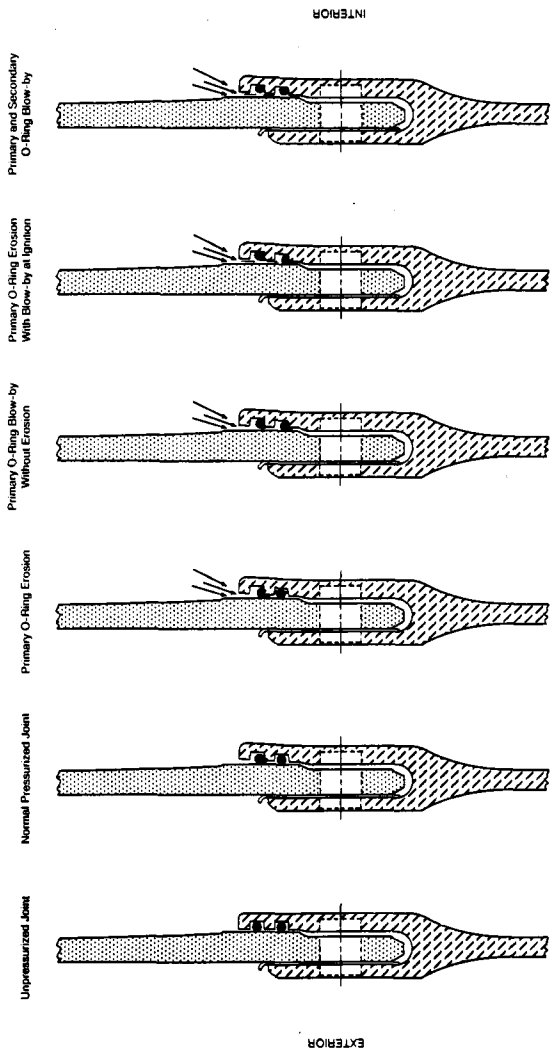 Unpressurized Joint
Normal Pressurized Joint
Primary O-Ring Erosion
Primary O-Ring Blow-by
Without Erosion
Primary O-Ring Erosion
With Blow-by at Ignition
Primary and Secondary
O-Ring Blow-by
EXTERIOR
INTERIOR